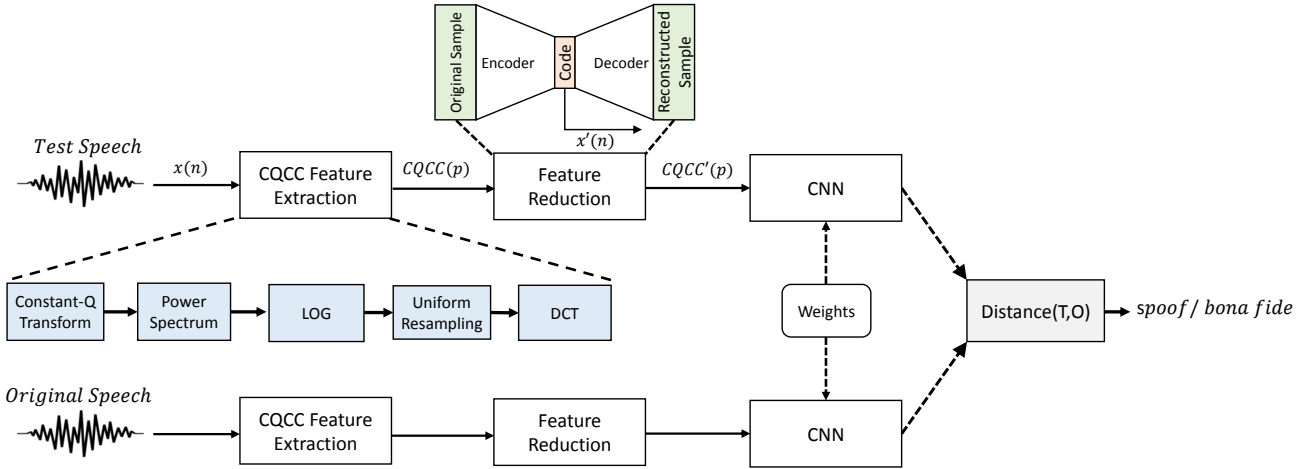 Original Sample
Encoder
Code
Decoder
Reconstructed
Sample
x′(n)
Test Speech
x(n)
CQCC Feature
Extraction
CQCC(p)
Feature
Reduction
CQCC′(p)
CNN
Constant-Q
Transform
Power
Spectrum
LOG
Uniform
Resampling
DCT
Weights
Distance(T,O)
spoof/ bona fide
Original Speech
CQCC Feature
Extraction
Feature
Reduction
CNN